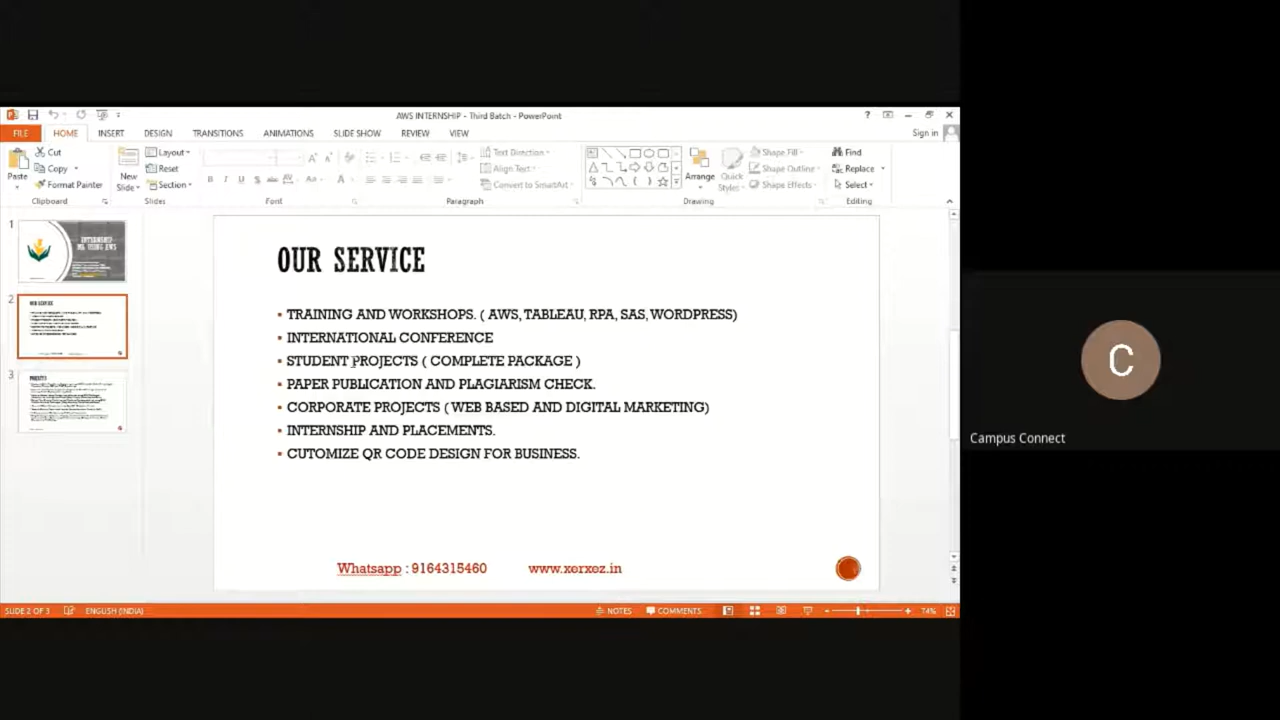 AWS INTERNSHIP - Third Batch - PowerPoint
FILE HOME INSERT DESIGN TRANSITIONS ANIMATIONS SLIDE SHOW REVIEW VIEW Sign in
Cut
Copy
Format Painter
Paste
Clipboard
New Slide
Layout
Reset
Section
Slides
Font
Text Direction
Align Text
Convert to SmartArt
Paragraph
Arrange
Quick Styles
Shape Fill
Shape Outline
Shape Effects
Drawing
Find
Replace
Select
Editing
1
2
3
OUR SERVICE
TRAINING AND WORKSHOPS. ( AWS, TABLEAU, RPA, SAS, WORDPRESS)
INTERNATIONAL CONFERENCE
STUDENT PROJECTS ( COMPLETE PACKAGE )
PAPER PUBLICATION AND PLAGIARISM CHECK.
CORPORATE PROJECTS ( WEB BASED AND DIGITAL MARKETING)
INTERNSHIP AND PLACEMENTS.
CUTOMIZE QR CODE DESIGN FOR BUSINESS.
Whatsapp : 9164315460 www.xerxez.in
SLIDE 2 OF 3 ENGLISH (INDIA) NOTES COMMENTS 74%
C
Campus Connect